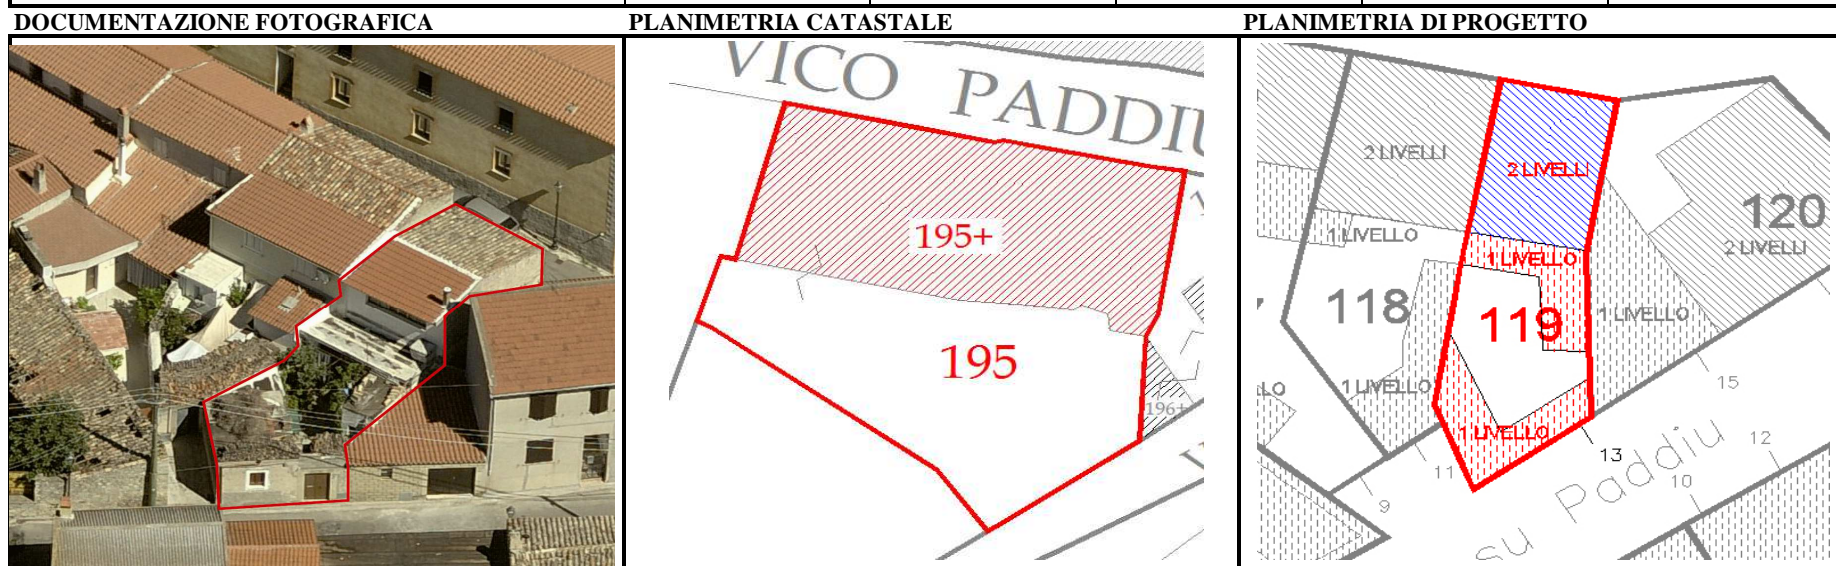 DOCUMENTAZIONE FOTOGRAFICA
PLANIMETRIA CATASTALE
PLANIMETRIA DI PROGETTO
VICO PADDIU
195+
195
196+
2 LIVELLI
2 LIVELLI
120
2 LIVELLI
1 LIVELLO
1 LIVELLO
118
119
1 LIVELLO
1 LIVELLO
1 LIVELLO
15
13
12
11
10
9
su Paddiu